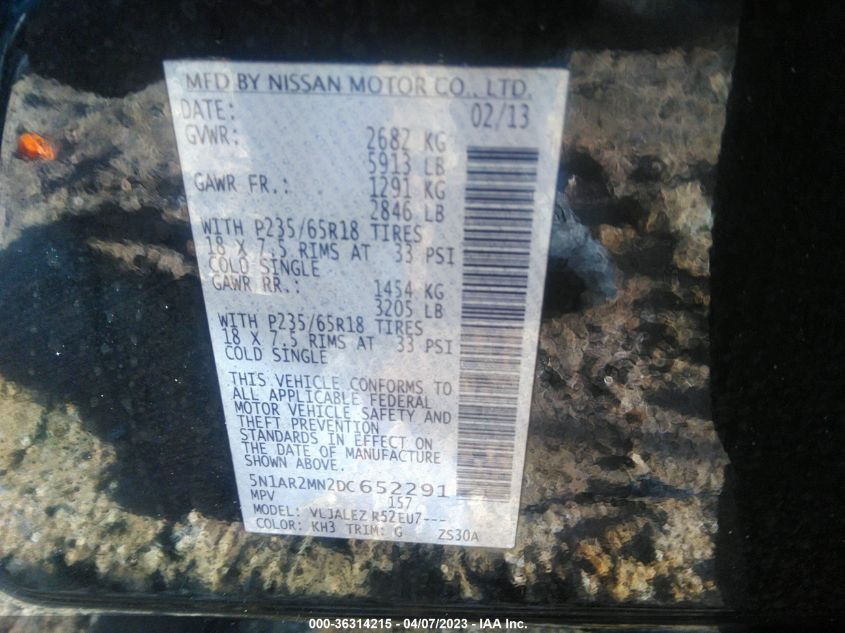 MFD BY NISSAN MOTOR CO., LTD.
DATE: 02/13
GVWR: 2682 KG
5913 LB
GAWR FR.: 1291 KG
2846 LB
WITH P235/65R18 TIRES
18 X 7.5 RIMS AT 33 PSI
COLD SINGLE
GAWR RR.: 1454 KG
3205 LB
WITH P235/65R18 TIRES
18 X 7.5 RIMS AT 33 PSI
COLD SINGLE
THIS VEHICLE CONFORMS TO
ALL APPLICABLE FEDERAL
MOTOR VEHICLE SAFETY AND
THEFT PREVENTION
STANDARDS IN EFFECT ON
THE DATE OF MANUFACTURE
SHOWN ABOVE.
5N1AR2MN2DC652291
MPV 157
MODEL: VLJALEZ R52EU7---
COLOR: KH3 TRIM: G ZS30A
000-36314215 - 04/07/2023 - IAA Inc.